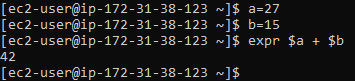 [ec2-user@ip-172-31-38-123 ~]$ a=27
[ec2-user@ip-172-31-38-123 ~]$ b=15
[ec2-user@ip-172-31-38-123 ~]$ expr $a + $b
42
[ec2-user@ip-172-31-38-123 ~]$